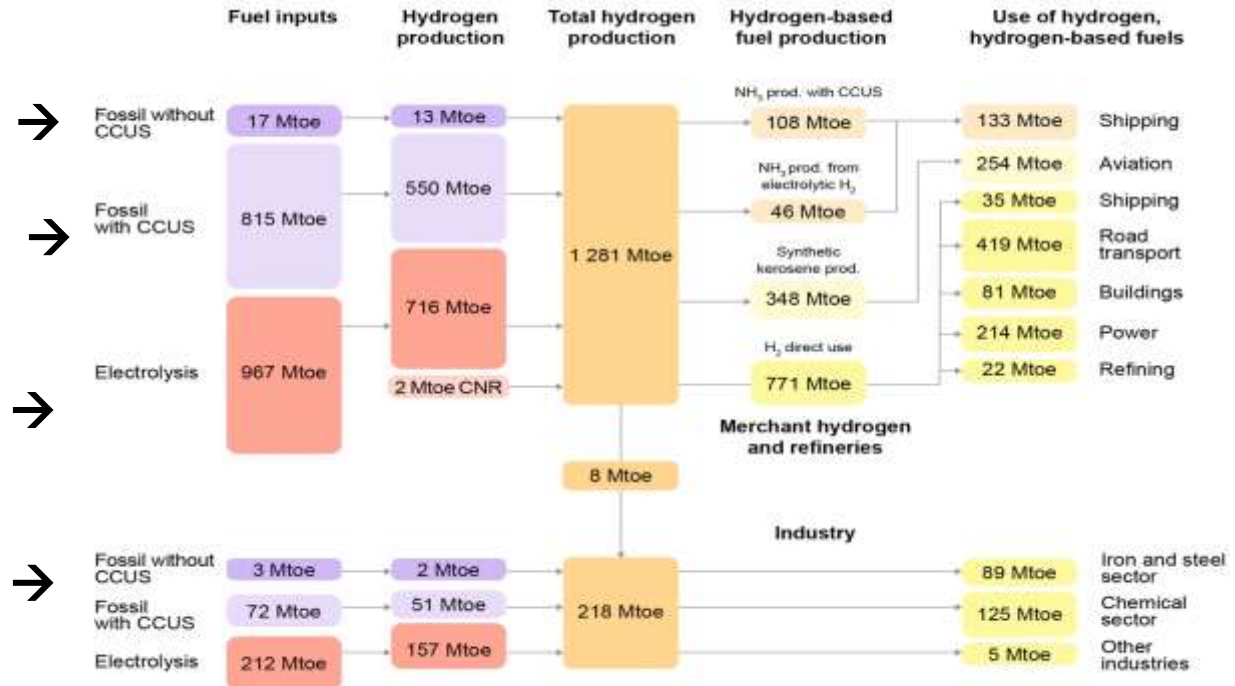 Fuel inputs
Hydrogen
production
Total hydrogen
production
Hydrogen-based
fuel production
Use of hydrogen,
hydrogen-based fuels
Fossil without
CCUS
17 Mtoe
13 Mtoe
Fossil
with CCUS
815 Mtoe
550 Mtoe
Electrolysis
967 Mtoe
716 Mtoe
2 Mtoe CNR
1 281 Mtoe
NH₃ prod. with CCUS
108 Mtoe
NH₃ prod. from
electrolytic H₂
46 Mtoe
Synthetic
kerosene prod.
348 Mtoe
H₂ direct use
771 Mtoe
Merchant hydrogen
and refineries
133 Mtoe Shipping
254 Mtoe Aviation
35 Mtoe Shipping
419 Mtoe Road
transport
81 Mtoe Buildings
214 Mtoe Power
22 Mtoe Refining
8 Mtoe
Industry
Fossil without
CCUS
3 Mtoe
2 Mtoe
Fossil
with CCUS
72 Mtoe
51 Mtoe
Electrolysis
212 Mtoe
157 Mtoe
218 Mtoe
89 Mtoe
Iron and steel
sector
125 Mtoe
Chemical
sector
5 Mtoe
Other
industries